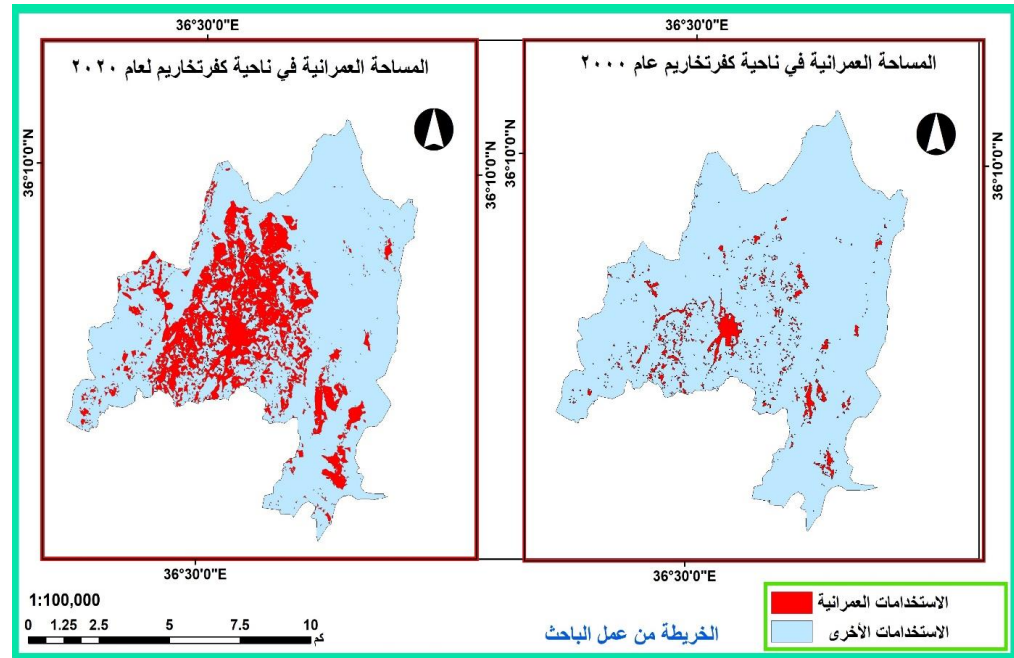 36°30'0"E
36°30'0"E
المساحة العمرانية في ناحية كفرتخاريم عام ٢٠٠٠
المساحة العمرانية في ناحية كفرتخاريم لعام ٢٠٢٠
36°10'0"N
36°10'0"N
36°10'0"N
36°10'0"N
36°30'0"E
36°30'0"E
1:100,000
0 1.25 2.5 5 7.5 10
كم
الاستخدامات العمرانية
الاستخدامات الأخرى
الخريطة من عمل الباحث